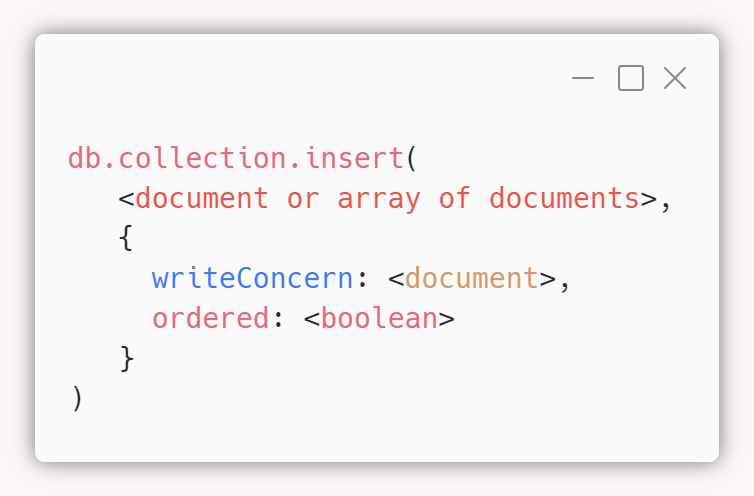 db.collection.insert(
   <document or array of documents>,
   {
     writeConcern: <document>,
     ordered: <boolean>
   }
)